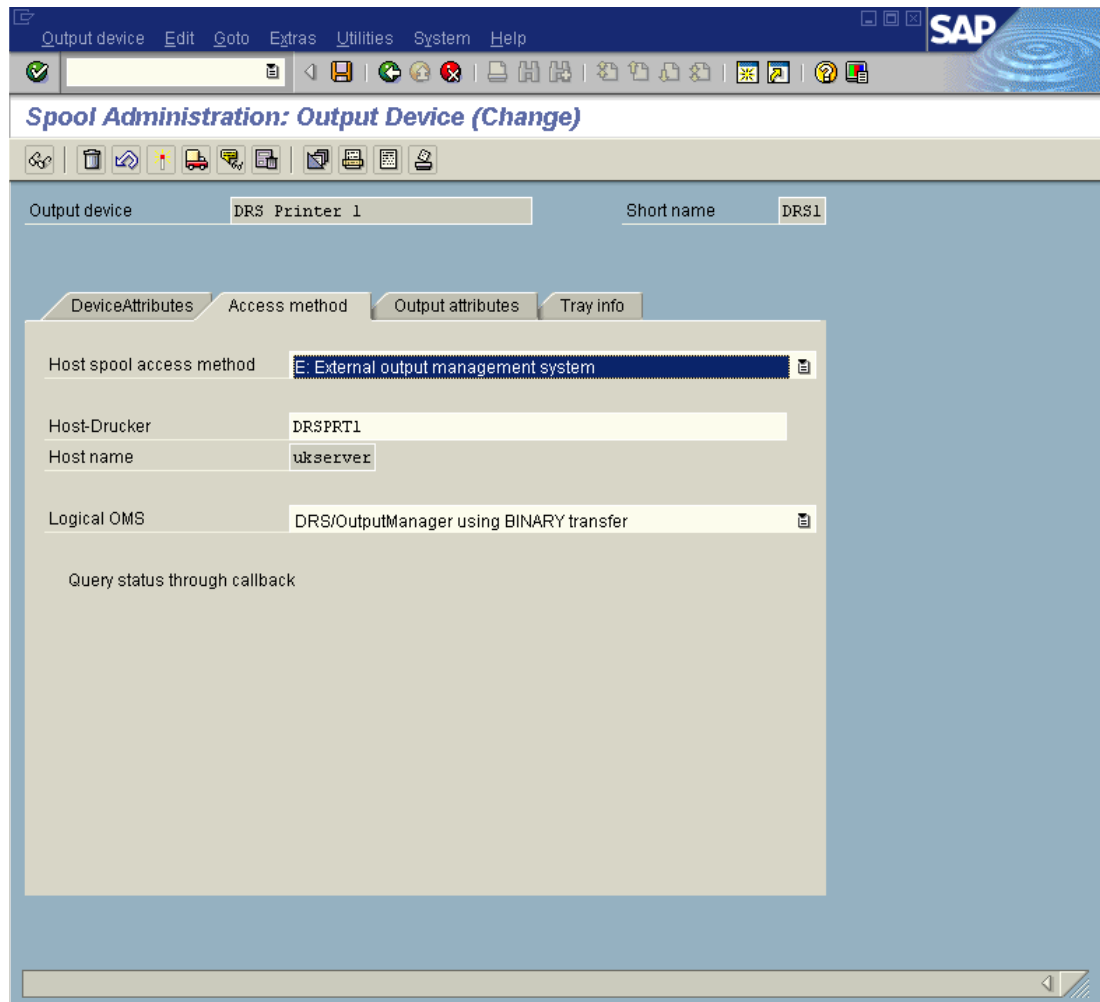 Output device Edit Goto Extras Utilities System Help
SAP
Spool Administration: Output Device (Change)
Output device DRS Printer 1 Short name DRS1
DeviceAttributes Access method Output attributes Tray info
Host spool access method E: External output management system
Host-Drucker DRSPRT1
Host name ukserver
Logical OMS DRS/OutputManager using BINARY transfer
Query status through callback